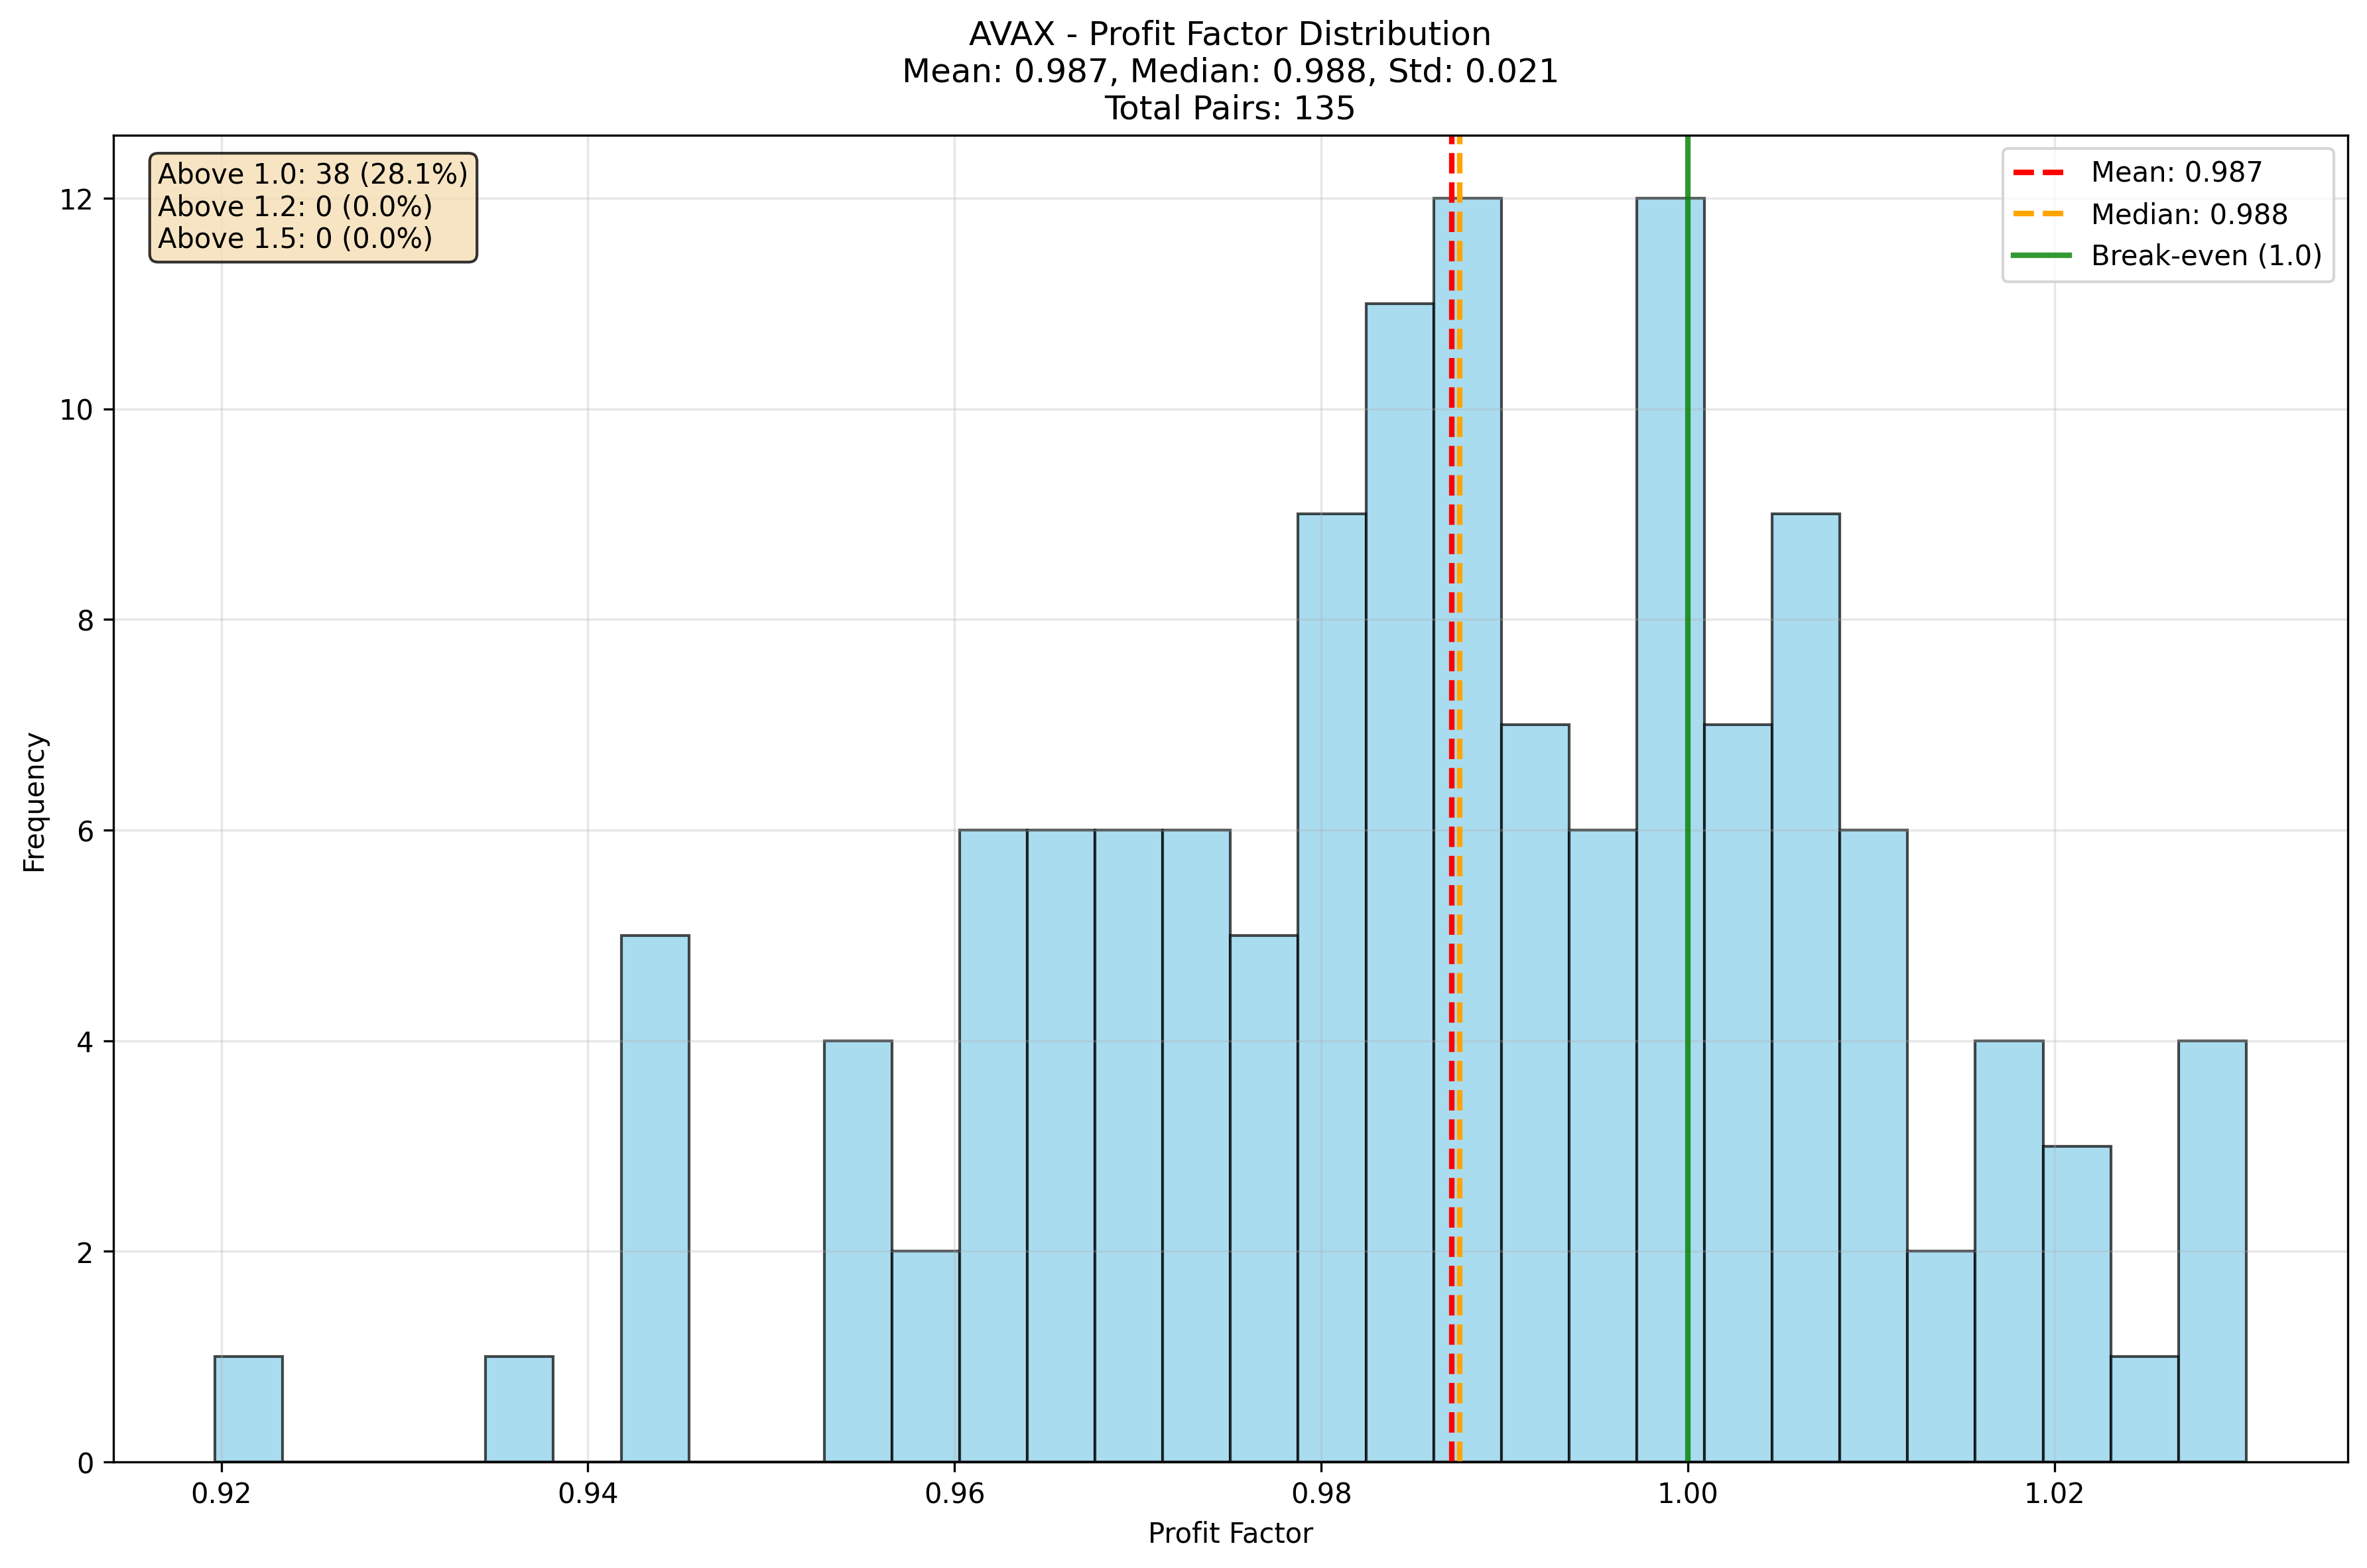 AVAX - Profit Factor Distribution
Mean: 0.987, Median: 0.988, Std: 0.021
Total Pairs: 135
Above 1.0: 38 (28.1%)
Above 1.2: 0 (0.0%)
Above 1.5: 0 (0.0%)
Mean: 0.987
Median: 0.988
Break-even (1.0)
Frequency
12
10
8
6
4
2
0
0.92
0.94
0.96
0.98
1.00
1.02
Profit Factor